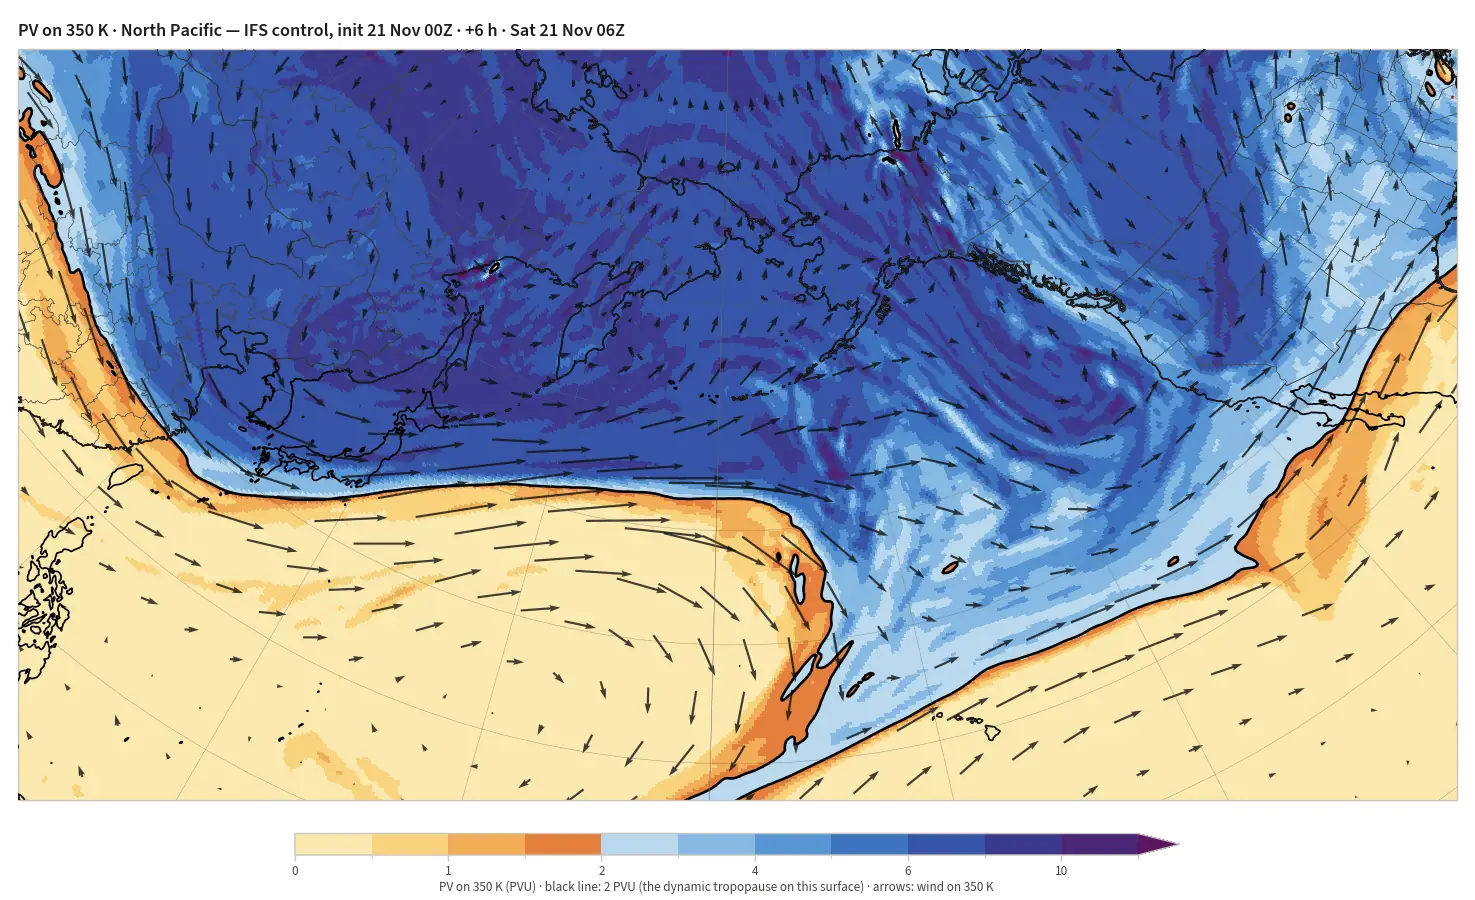 PV on 350 K · North Pacific — IFS control, init 21 Nov 00Z · +6 h · Sat 21 Nov 06Z
0 1 2 4 6 10
PV on 350 K (PVU) · black line: 2 PVU (the dynamic tropopause on this surface) · arrows: wind on 350 K